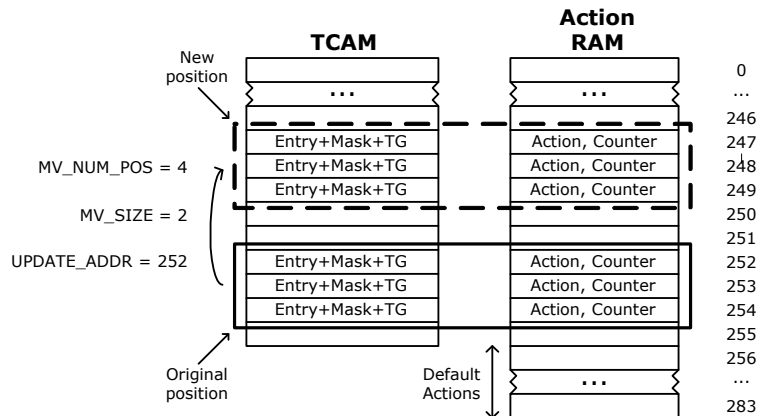 Action
TCAM RAM
New
position
0
... ... ...
246
Entry+Mask+TG Action, Counter 247
MV_NUM_POS = 4 Entry+Mask+TG Action, Counter 248
Entry+Mask+TG Action, Counter 249
MV_SIZE = 2 250
251
UPDATE_ADDR = 252 Entry+Mask+TG Action, Counter 252
Entry+Mask+TG Action, Counter 253
Entry+Mask+TG Action, Counter 254
255
Original
position
Default
Actions
256
... ...
283